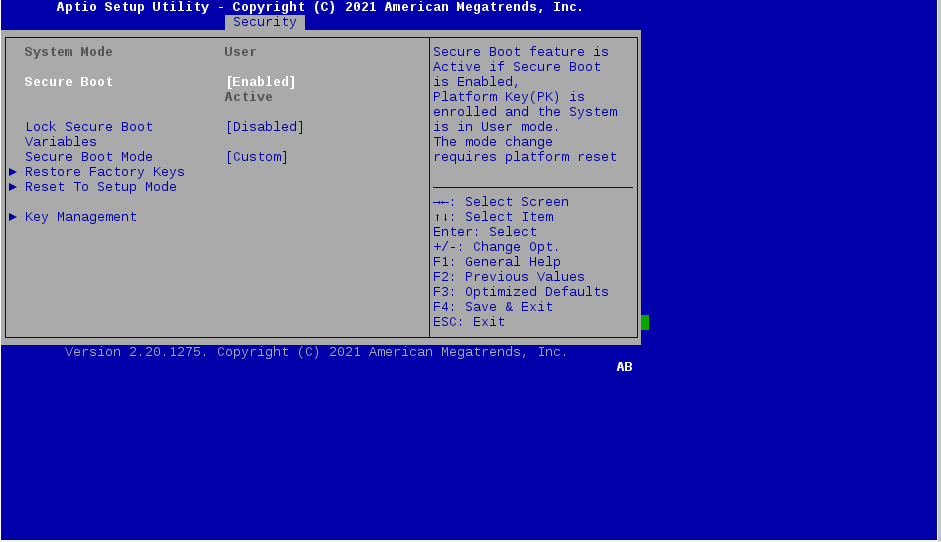 Aptio Setup Utility - Copyright (C) 2021 American Megatrends, Inc.
Security
System Mode User
Secure Boot [Enabled]
Active
Lock Secure Boot [Disabled]
Variables
Secure Boot Mode [Custom]
► Restore Factory Keys
► Reset To Setup Mode
► Key Management
Secure Boot feature is
Active if Secure Boot
is Enabled,
Platform Key(PK) is
enrolled and the System
is in User mode.
The mode change
requires platform reset
→←: Select Screen
↑↓: Select Item
Enter: Select
+/-: Change Opt.
F1: General Help
F2: Previous Values
F3: Optimized Defaults
F4: Save & Exit
ESC: Exit
Version 2.20.1275. Copyright (C) 2021 American Megatrends, Inc.
AB